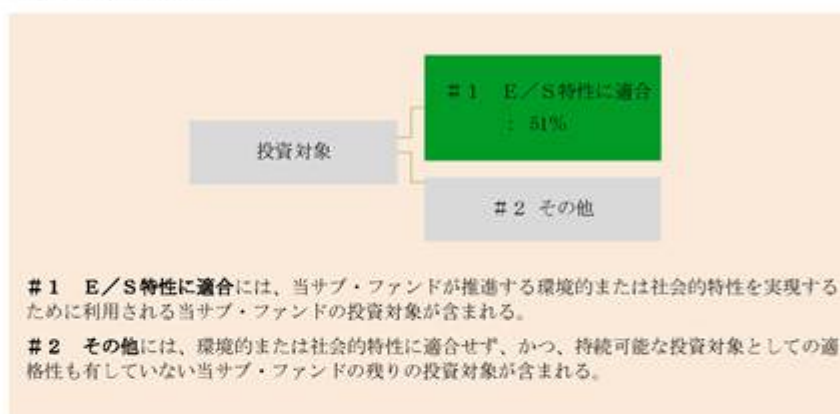 ＃1　E／S特性に適合
：51%
投資対象
＃2 その他
＃1　E／S特性に適合には、当サブ・ファンドが推進する環境的または社会的特性を実現する
ために利用される当サブ・ファンドの投資対象が含まれる。
＃2　その他には、環境的または社会的特性に適合せず、かつ、持続可能な投資対象としての適
格性も有していない当サブ・ファンドの残りの投資対象が含まれる。